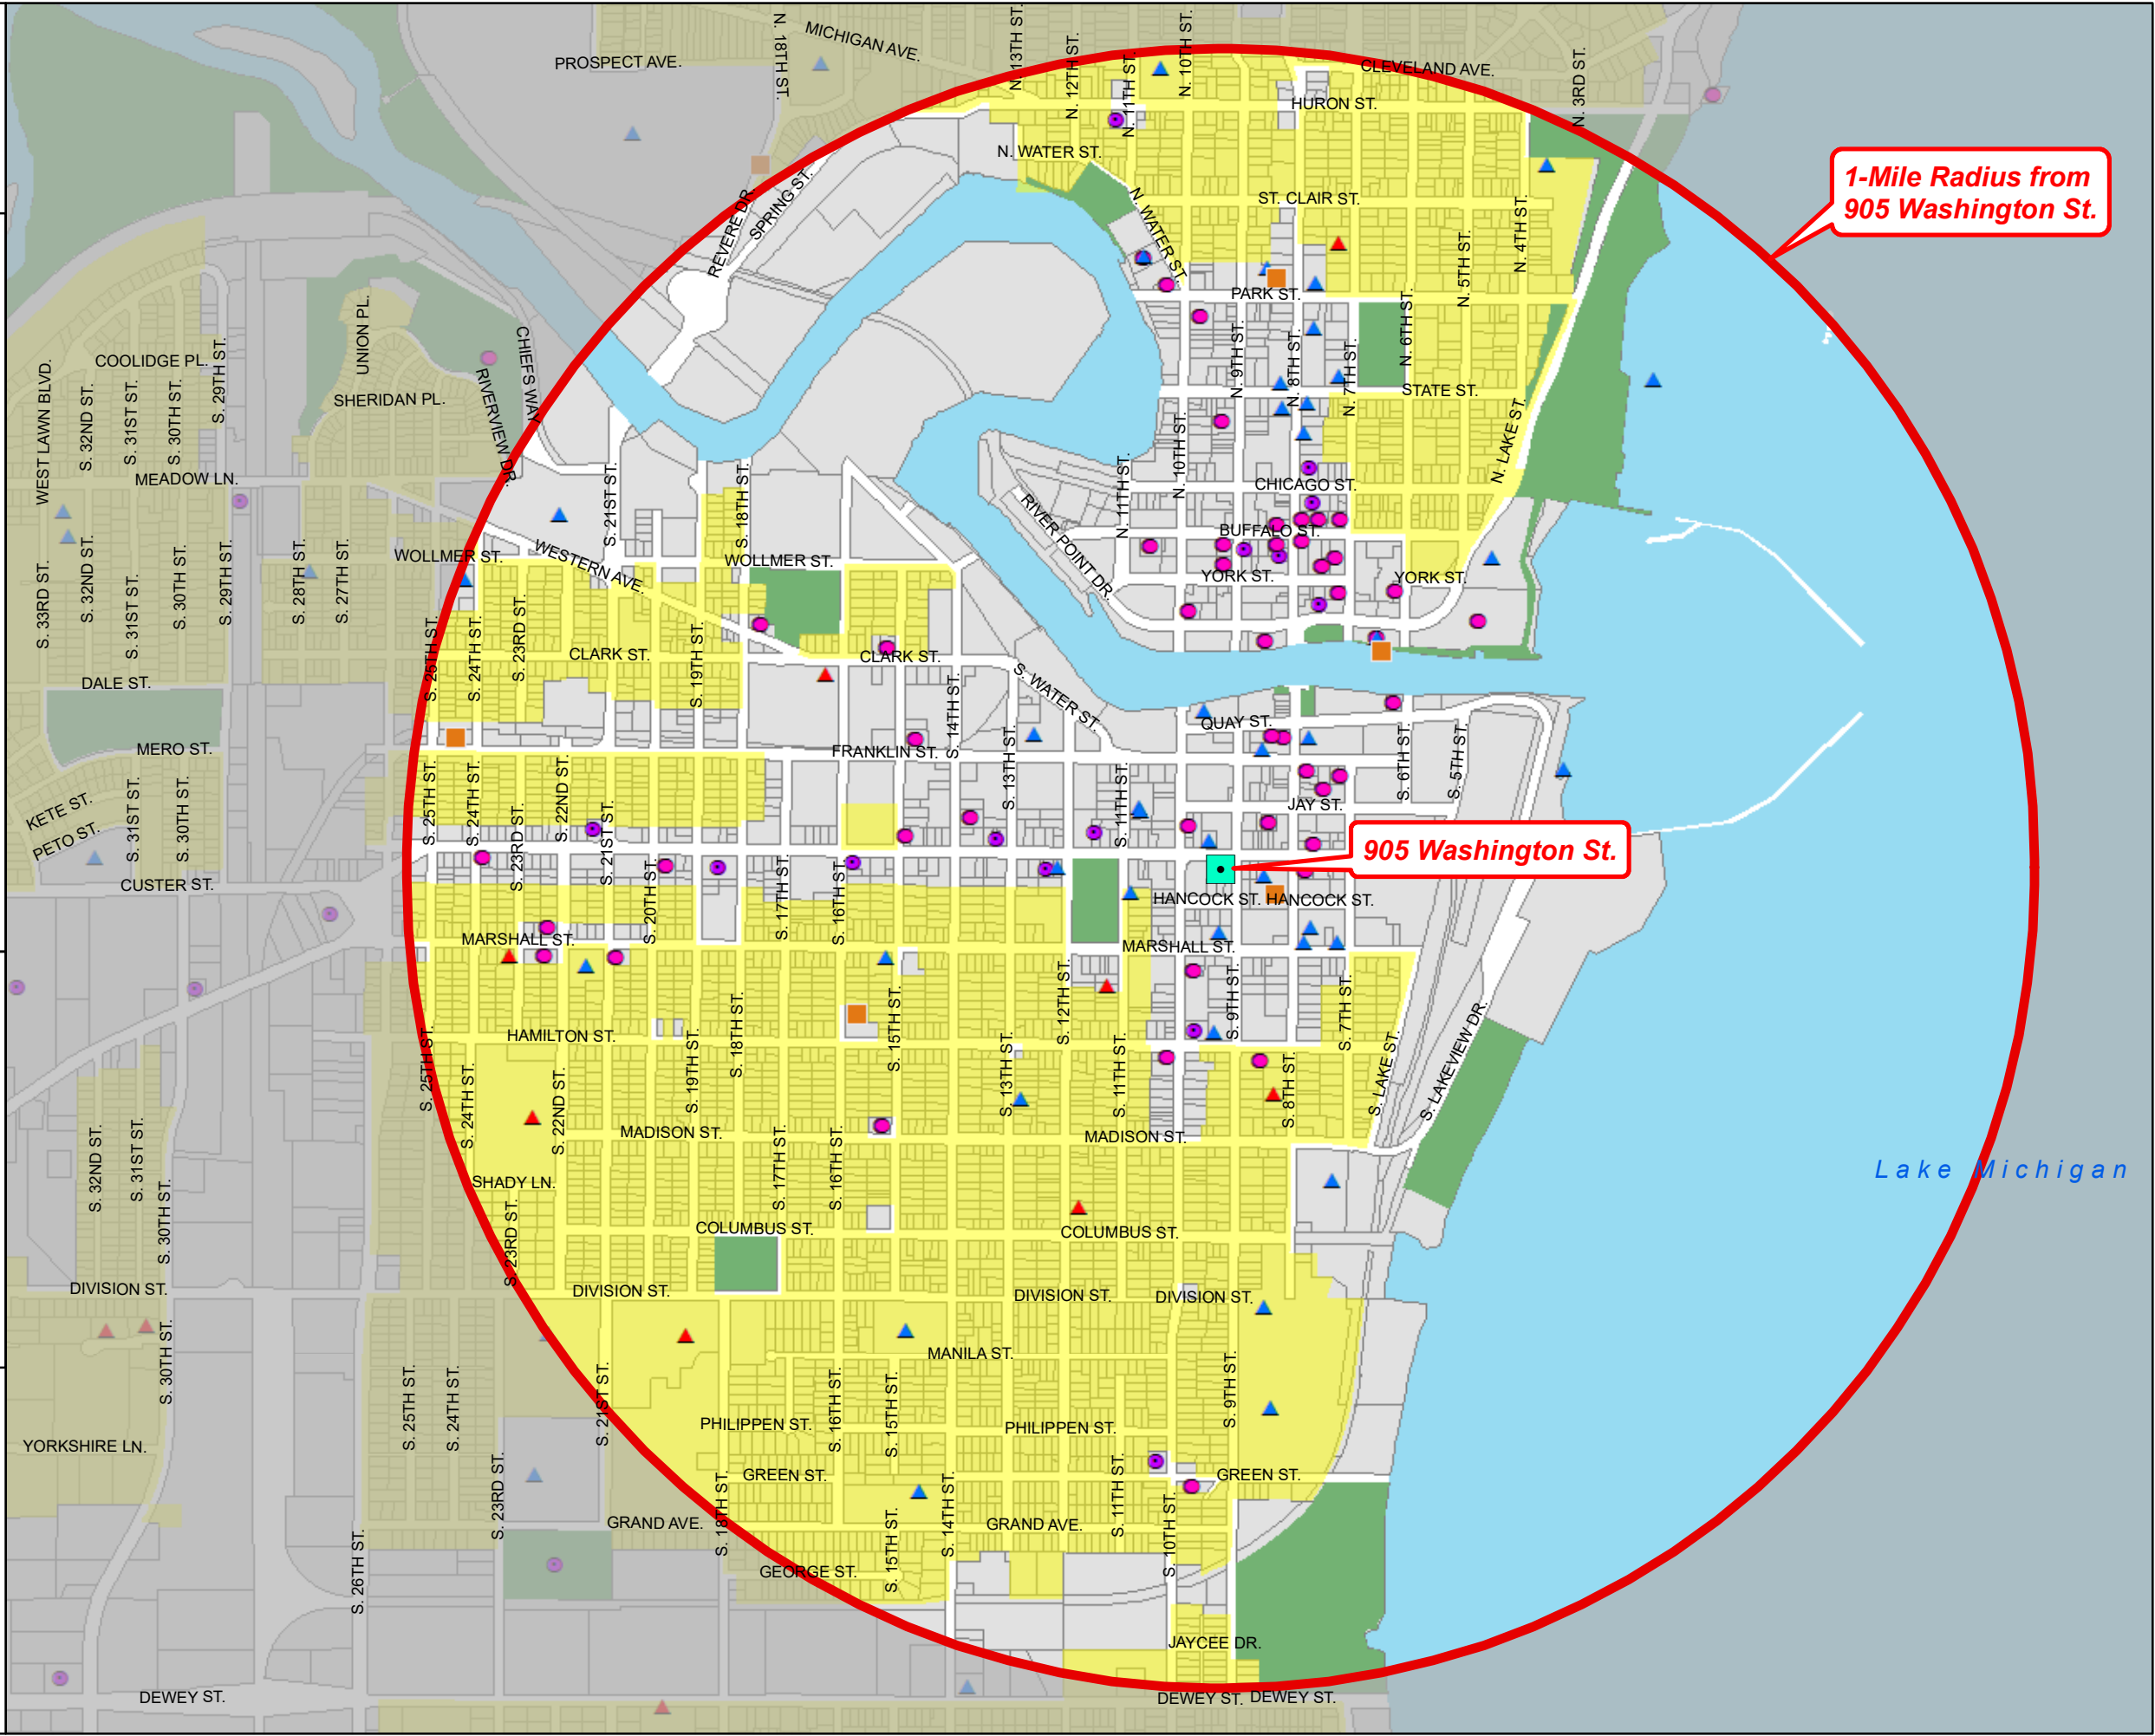 N. 13TH ST.
N. 10TH ST.
N. 18TH ST.
MICHIGAN AVE.
N. 12TH ST.
N. 11TH ST.
N. 3RD ST.
PROSPECT AVE.
CLEVELAND AVE.
HURON ST.
N. WATER ST.
1-Mile Radius from
905 Washington St.
SPRING ST.
REVERE DR.
N. WATER ST.
ST. CLAIR ST.
N. 4TH ST.
N. 5TH ST.
PARK ST.
UNION PL.
CHIEFS WAY
N. 9TH ST.
N. 8TH ST.
N. 7TH ST.
N. 6TH ST.
COOLIDGE PL.
S. 29TH ST.
WEST LAWN BLVD.
S. 32ND ST.
S. 31ST ST.
S. 30TH ST.
SHERIDAN PL.
RIVERVIEW DR.
STATE ST.
N. LAKE ST.
N. 10TH ST.
N. 11TH ST.
MEADOW LN.
S. 21ST ST.
S. 18TH ST.
CHICAGO ST.
RIVER POINT DR.
BUFFALO ST.
WOLLMER ST.
WESTERN AVE.
WOLLMER ST.
YORK ST.
YORK ST.
S. 33RD ST.
S. 32ND ST.
S. 31ST ST.
S. 30TH ST.
S. 29TH ST.
S. 28TH ST.
S. 27TH ST.
S. 25TH ST.
S. 24TH ST.
S. 23RD ST.
S. 19TH ST.
CLARK ST.
CLARK ST.
DALE ST.
S. WATER ST.
S. 14TH ST.
QUAY ST.
MERO ST.
FRANKLIN ST.
S. 13TH ST.
S. 6TH ST.
S. 5TH ST.
KETE ST.
PETO ST.
S. 31ST ST.
S. 30TH ST.
S. 25TH ST.
S. 24TH ST.
S. 23RD ST.
S. 22ND ST.
S. 21ST ST.
S. 11TH ST.
JAY ST.
905 Washington St.
CUSTER ST.
S. 20TH ST.
S. 17TH ST.
S. 16TH ST.
HANCOCK ST.
HANCOCK ST.
MARSHALL ST.
MARSHALL ST.
S. 12TH ST.
S. 9TH ST.
S. 7TH ST.
S. 18TH ST.
S. 15TH ST.
HAMILTON ST.
S. 25TH ST.
S. 24TH ST.
S. 22ND ST.
S. 19TH ST.
S. 13TH ST.
S. 11TH ST.
S. 8TH ST.
S. LAKE ST.
S. LAKEVIEW DR.
MADISON ST.
MADISON ST.
S. 32ND ST.
S. 31ST ST.
S. 30TH ST.
S. 17TH ST.
S. 16TH ST.
Lake Michigan
SHADY LN.
S. 23RD ST.
COLUMBUS ST.
COLUMBUS ST.
DIVISION ST.
DIVISION ST.
DIVISION ST.
DIVISION ST.
S. 30TH ST.
MANILA ST.
S. 25TH ST.
S. 24TH ST.
S. 21ST ST.
S. 16TH ST.
S. 15TH ST.
S. 9TH ST.
PHILIPPEN ST.
PHILIPPEN ST.
YORKSHIRE LN.
GREEN ST.
GREEN ST.
S. 23RD ST.
S. 18TH ST.
S. 14TH ST.
S. 11TH ST.
GRAND AVE.
GRAND AVE.
S. 26TH ST.
S. 15TH ST.
S. 10TH ST.
GEORGE ST.
JAYCEE DR.
DEWEY ST.
DEWEY ST.
DEWEY ST.